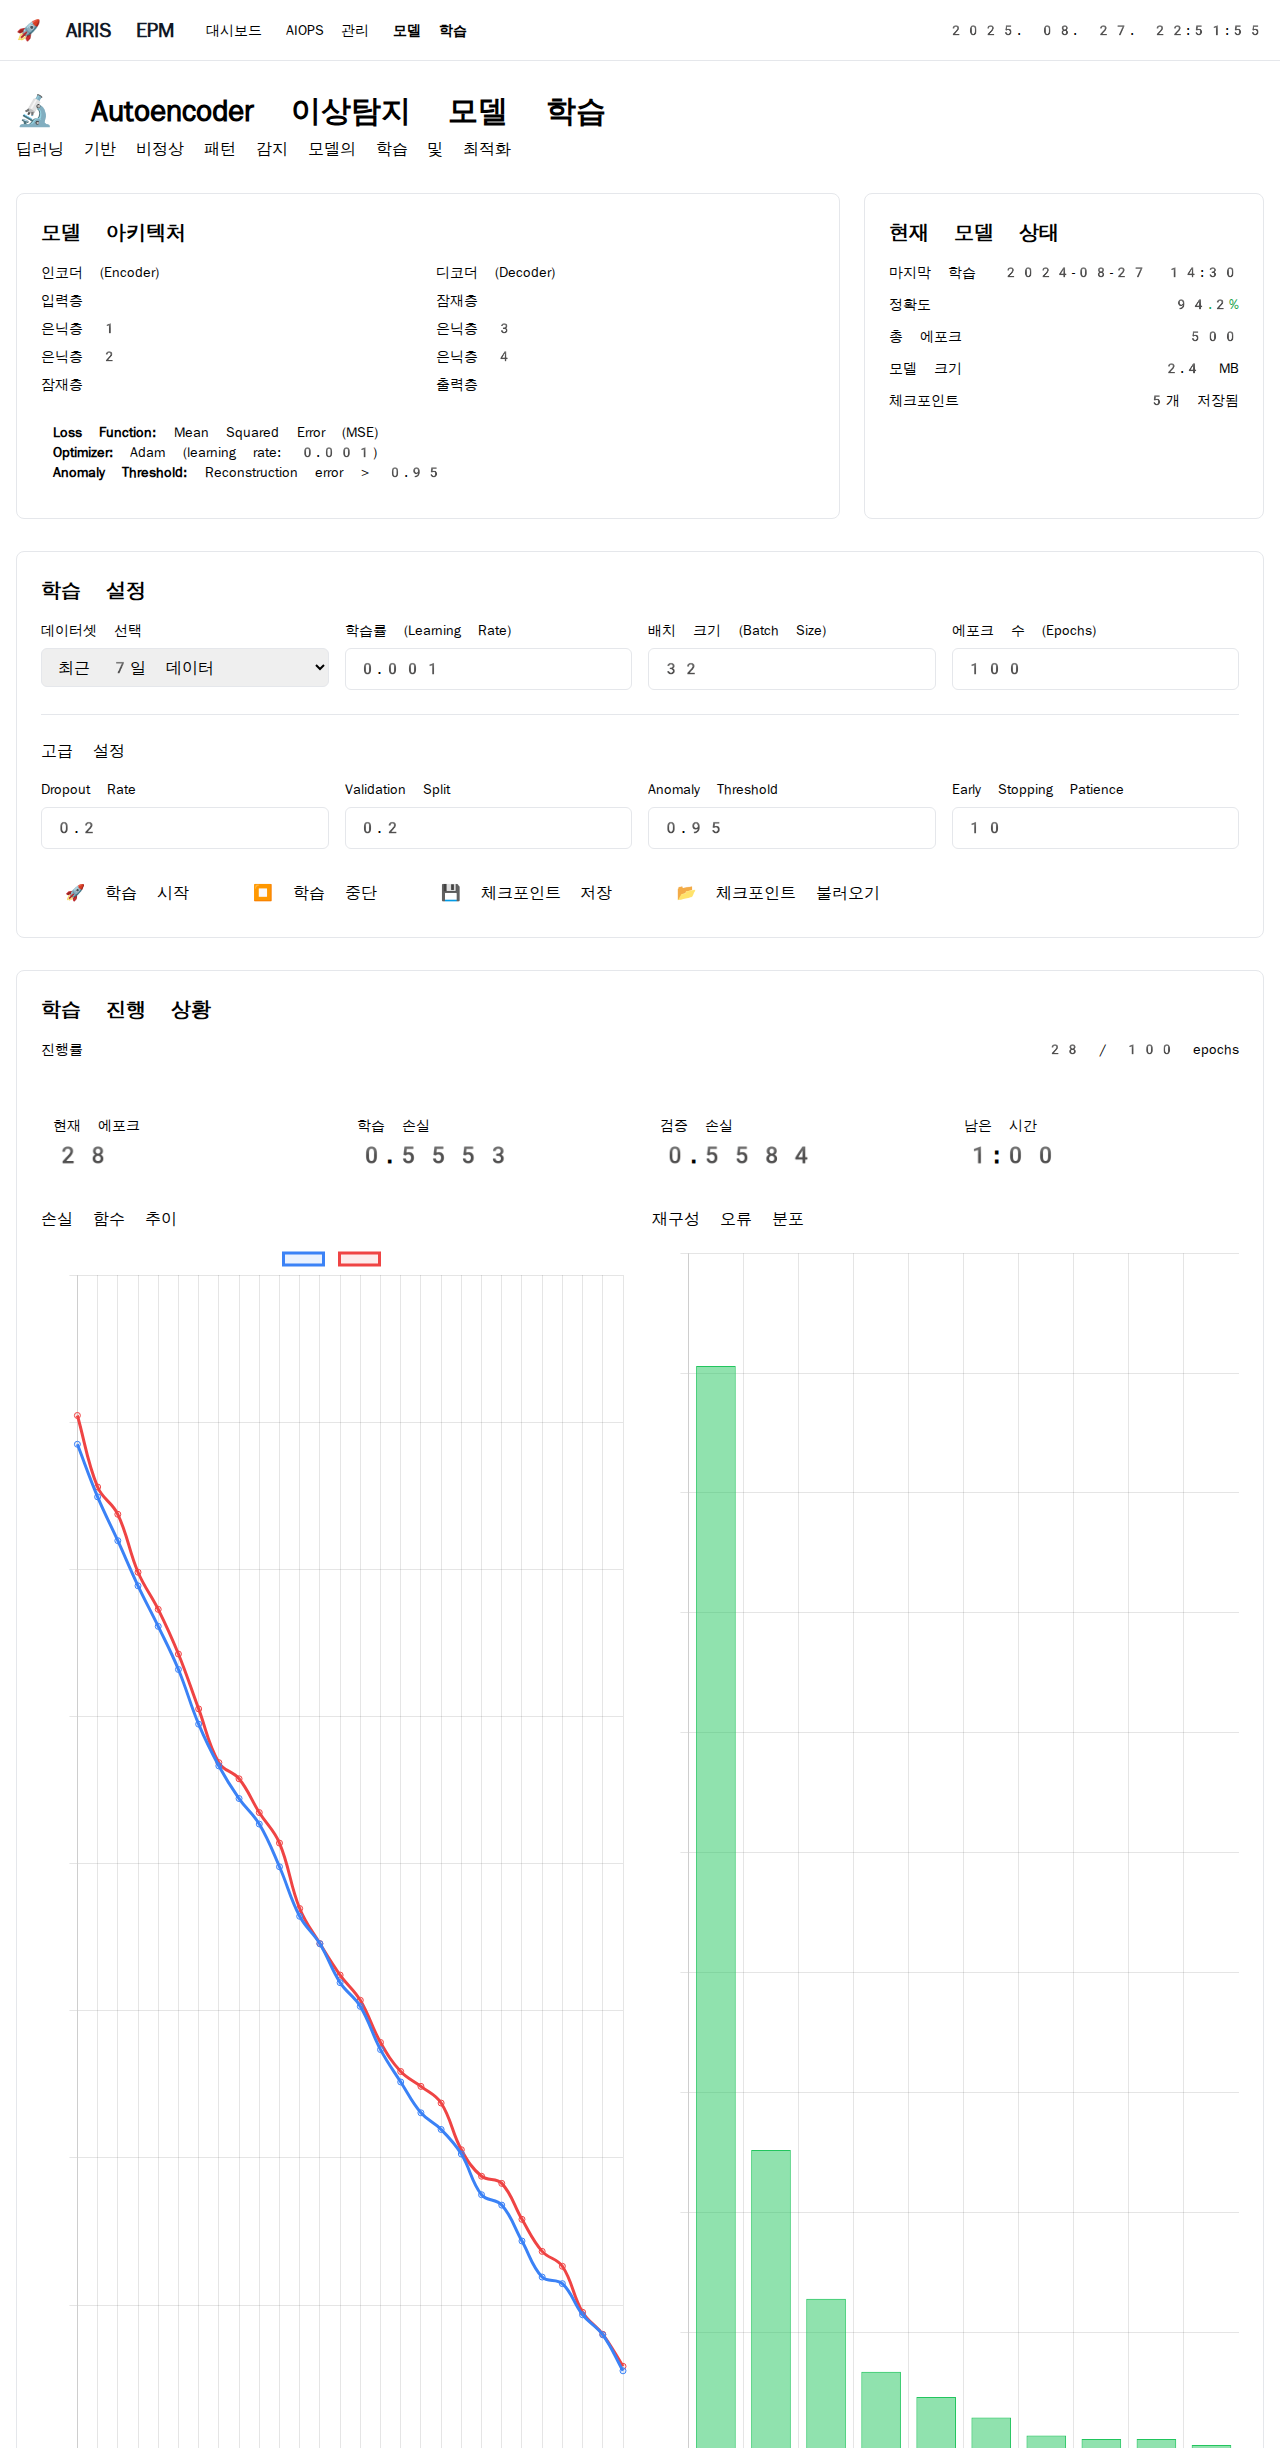 🚀 AIRIS EPM 대시보드 AIOPS 관리 모델 학습 2025. 08. 27. 22:51:55
🔬 Autoencoder 이상탐지 모델 학습
딥러닝 기반 비정상 패턴 감지 모델의 학습 및 최적화
모델 아키텍처
인코더 (Encoder)
입력층
은닉층 1
은닉층 2
잠재층
디코더 (Decoder)
잠재층
은닉층 3
은닉층 4
출력층
Loss Function: Mean Squared Error (MSE)
Optimizer: Adam (learning rate: 0.001)
Anomaly Threshold: Reconstruction error > 0.95
현재 모델 상태
마지막 학습 2024-08-27 14:30
정확도 94.2%
총 에포크 500
모델 크기 2.4 MB
체크포인트 5개 저장됨
학습 설정
데이터셋 선택 학습률 (Learning Rate) 배치 크기 (Batch Size) 에포크 수 (Epochs)
최근 7일 데이터 0.001 32 100
고급 설정
Dropout Rate Validation Split Anomaly Threshold Early Stopping Patience
0.2 0.2 0.95 10
🚀 학습 시작 ⏹️ 학습 중단 💾 체크포인트 저장 📂 체크포인트 불러오기
학습 진행 상황
진행률 28 / 100 epochs
현재 에포크 학습 손실 검증 손실 남은 시간
28 0.5553 0.5584 1:00
손실 함수 추이 재구성 오류 분포